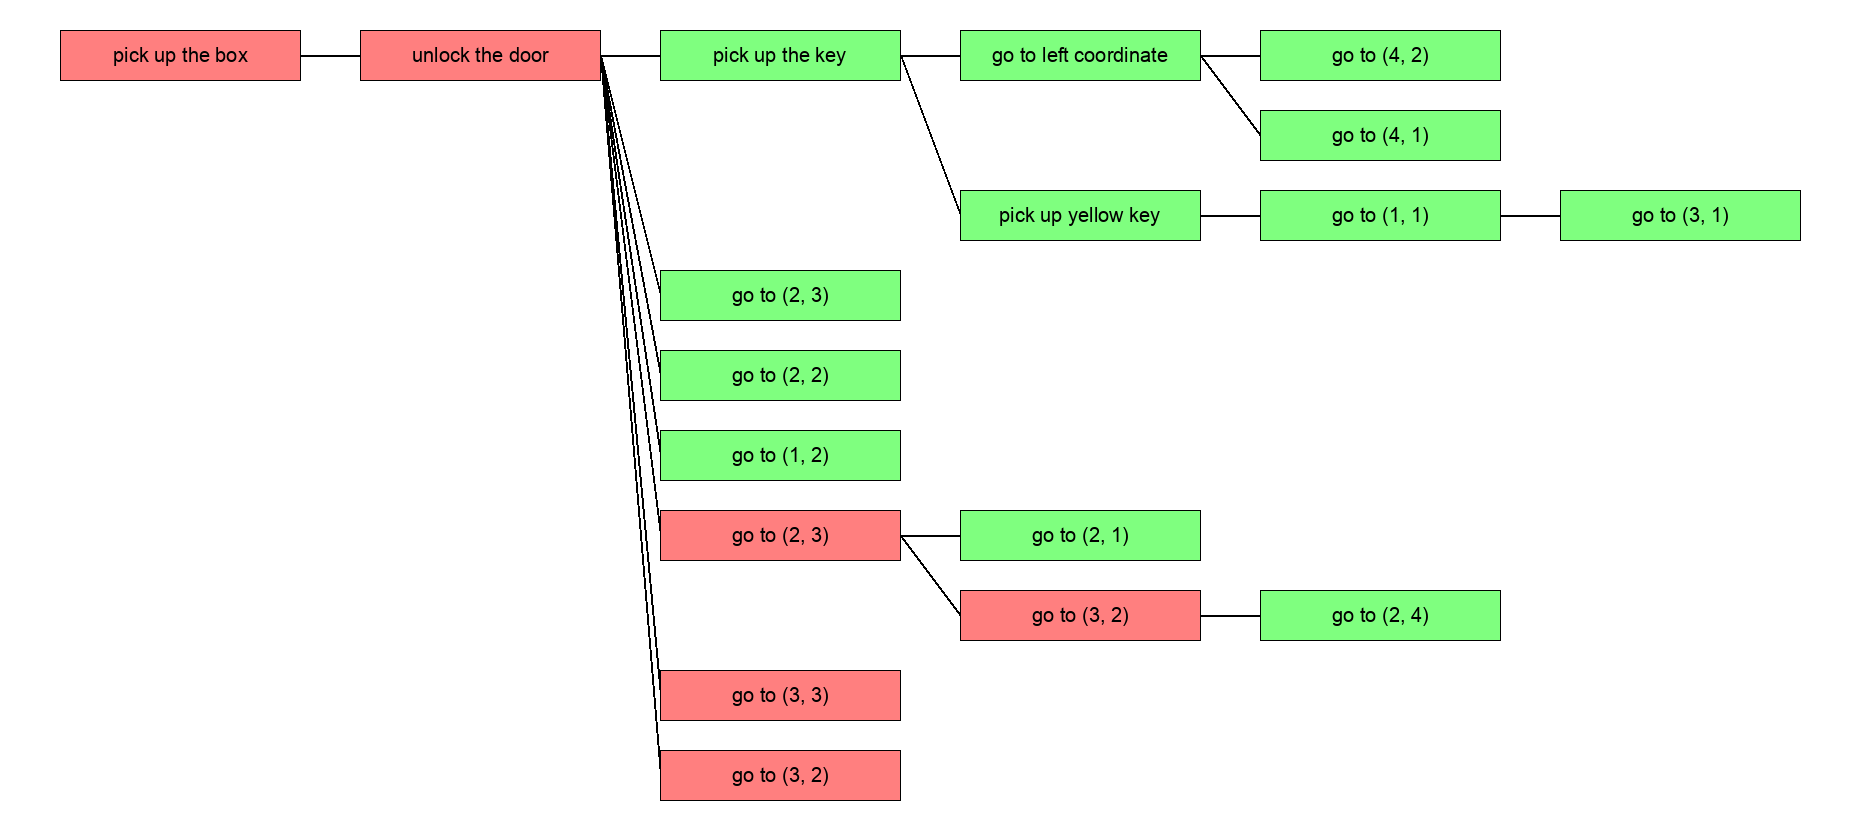 pick up the box
unlock the door
pick up the key
go to left coordinate
go to (4, 2)
go to (4, 1)
pick up yellow key
go to (1, 1)
go to (3, 1)
go to (2, 3)
go to (2, 2)
go to (1, 2)
go to (2, 3)
go to (2, 1)
go to (3, 2)
go to (2, 4)
go to (3, 3)
go to (3, 2)